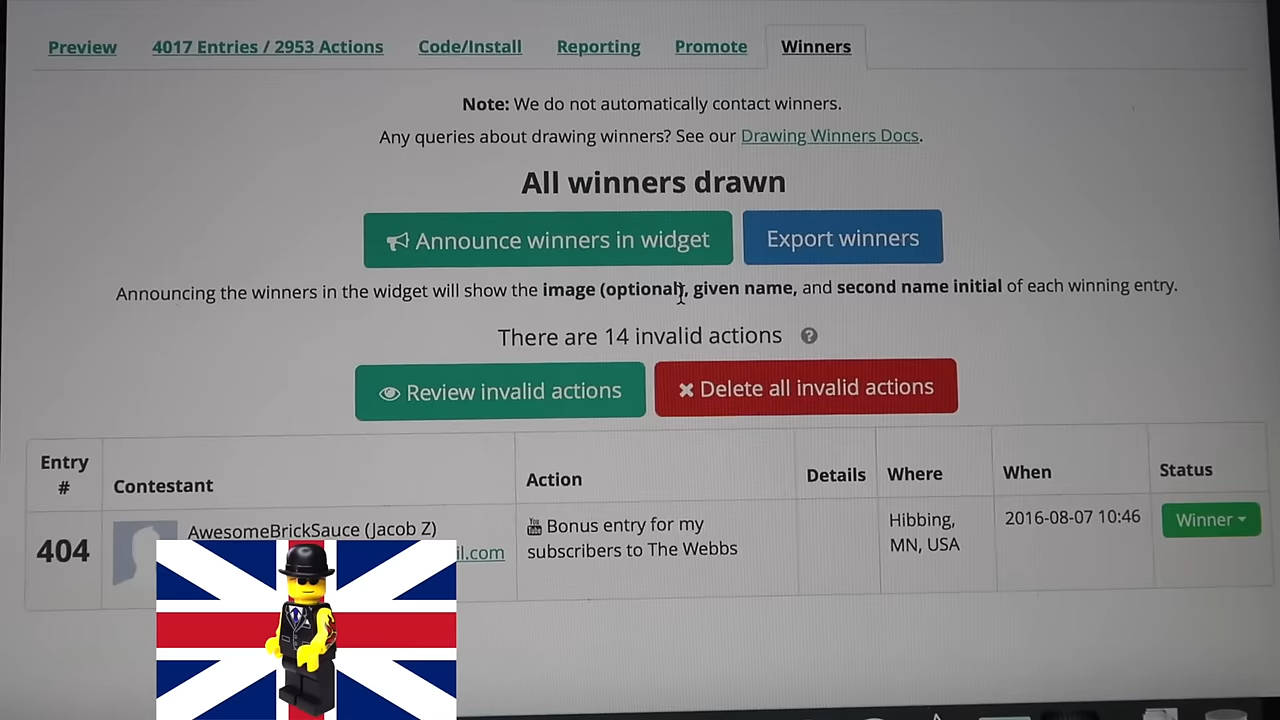 Preview 4017 Entries / 2953 Actions Code/Install Reporting Promote Winners
Note: We do not automatically contact winners.
Any queries about drawing winners? See our Drawing Winners Docs.
All winners drawn
Announce winners in widget Export winners
Announcing the winners in the widget will show the image (optional), given name, and second name initial of each winning entry.
There are 14 invalid actions ?
Review invalid actions Delete all invalid actions
Entry # Contestant Action Details Where When Status
404 AwesomeBrickSauce (Jacob Z) You Tube Bonus entry for my Hibbing, 2016-08-07 10:46 Winner
il.com subscribers to The Webbs MN, USA